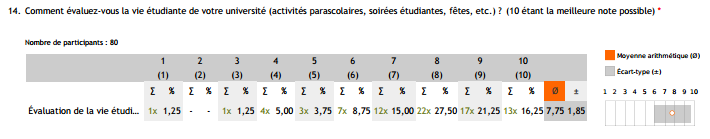 14. Comment évaluez-vous la vie étudiante de votre université (activités parascolaires, soirées étudiantes, fêtes, etc.) ? (10 étant la meilleure note possible) *
Nombre de participants : 80
1 2 3 4 5 6 7 8 9 10
(1) (2) (3) (4) (5) (6) (7) (8) (9) (10)
Σ % Σ % Σ % Σ % Σ % Σ % Σ % Σ % Σ % Σ % Ø ±
Évaluation de la vie étudi... 1x 1,25 - - 1x 1,25 4x 5,00 3x 3,75 7x 8,75 12x 15,00 22x 27,50 17x 21,25 13x 16,25 7,75 1,85
Moyenne arithmétique (Ø)
Écart-type (±)
1 2 3 4 5 6 7 8 9 10